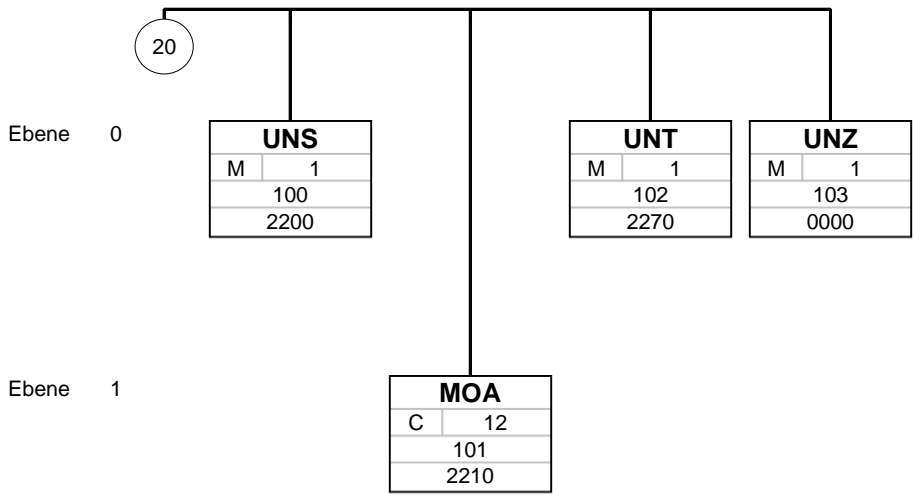 20
Ebene 0
UNS
M 1
100
2200
UNT
M 1
102
2270
UNZ
M 1
103
0000
Ebene 1
MOA
C 12
101
2210